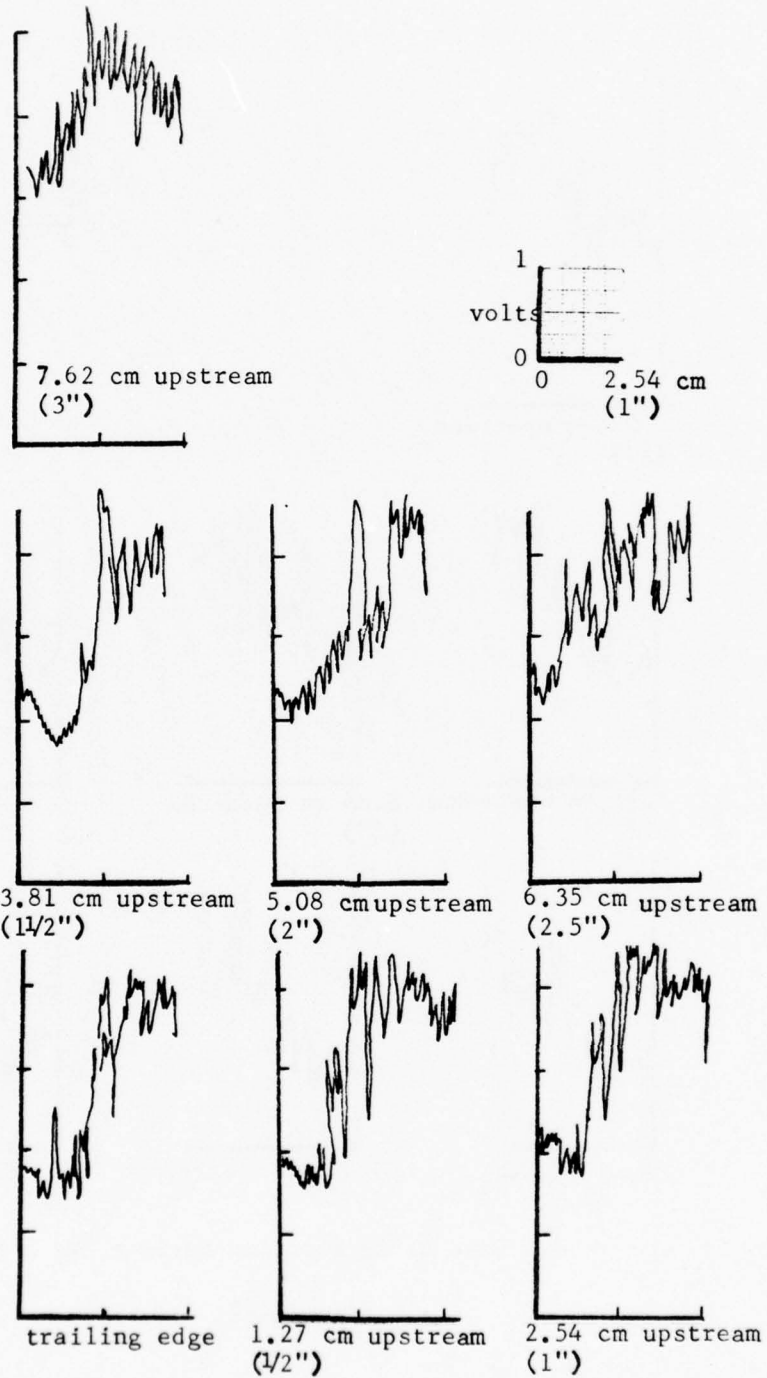 7.62 cm upstream
(3")
1
volts
0
0 2.54 cm
(1")
3.81 cm upstream
(1 1/2")
5.08 cm upstream
(2")
6.35 cm upstream
(2.5")
trailing edge
1.27 cm upstream
(1/2")
2.54 cm upstream
(1")